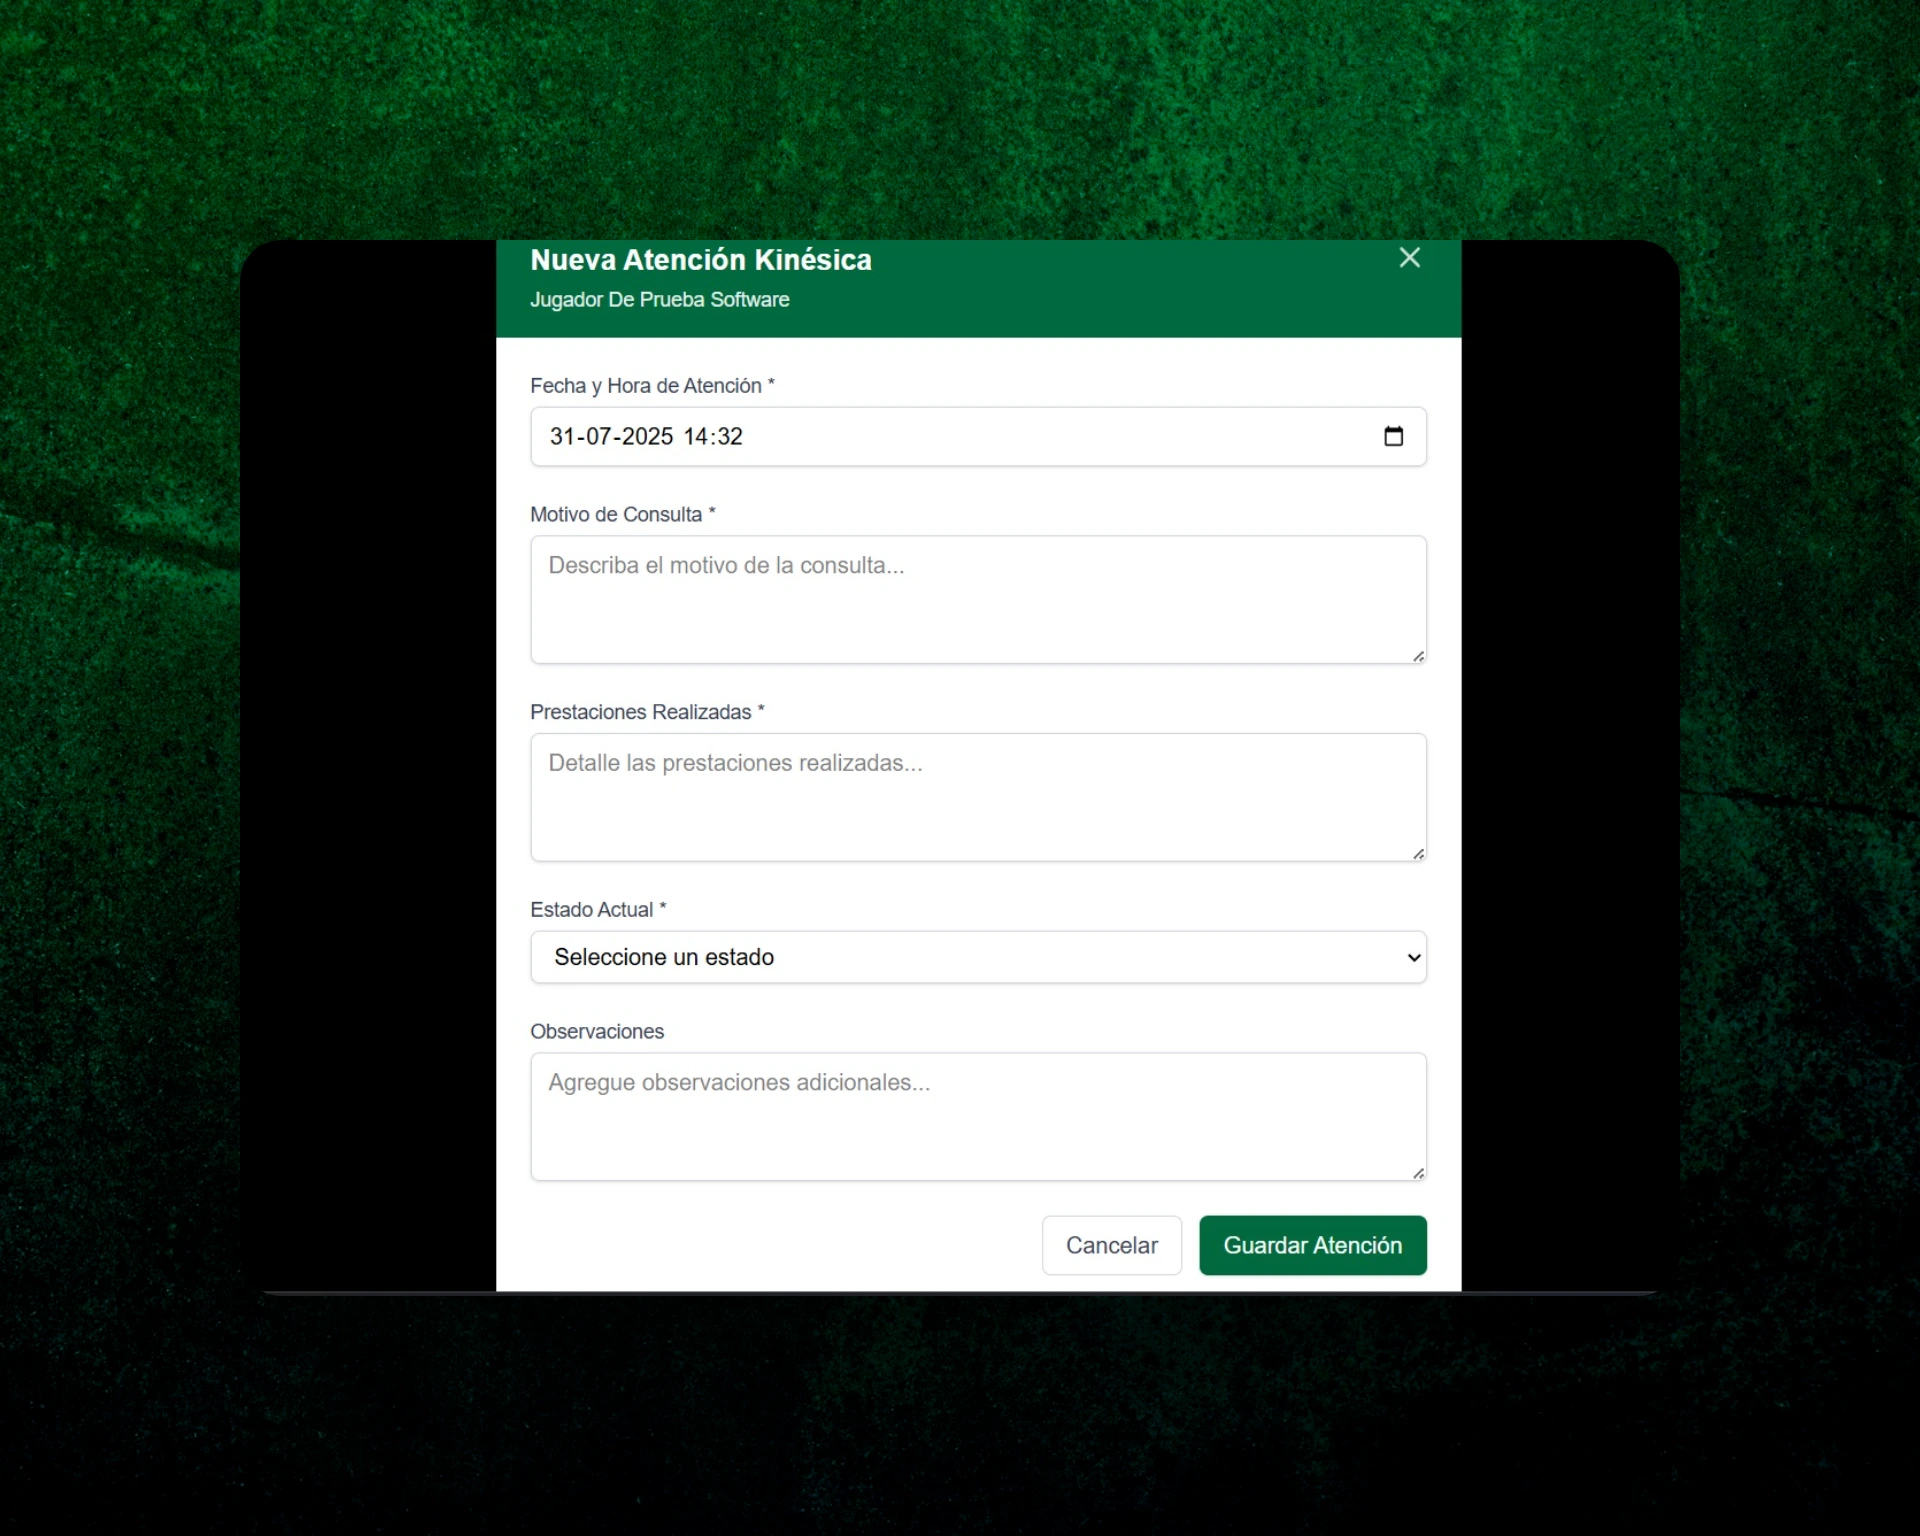 Nueva Atención Kinésica
Jugador De Prueba Software
Fecha y Hora de Atención *
31-07-2025 14:32
Motivo de Consulta *
Describa el motivo de la consulta...
Prestaciones Realizadas *
Detalle las prestaciones realizadas...
Estado Actual *
Seleccione un estado
Observaciones
Agregue observaciones adicionales...
Cancelar
Guardar Atención